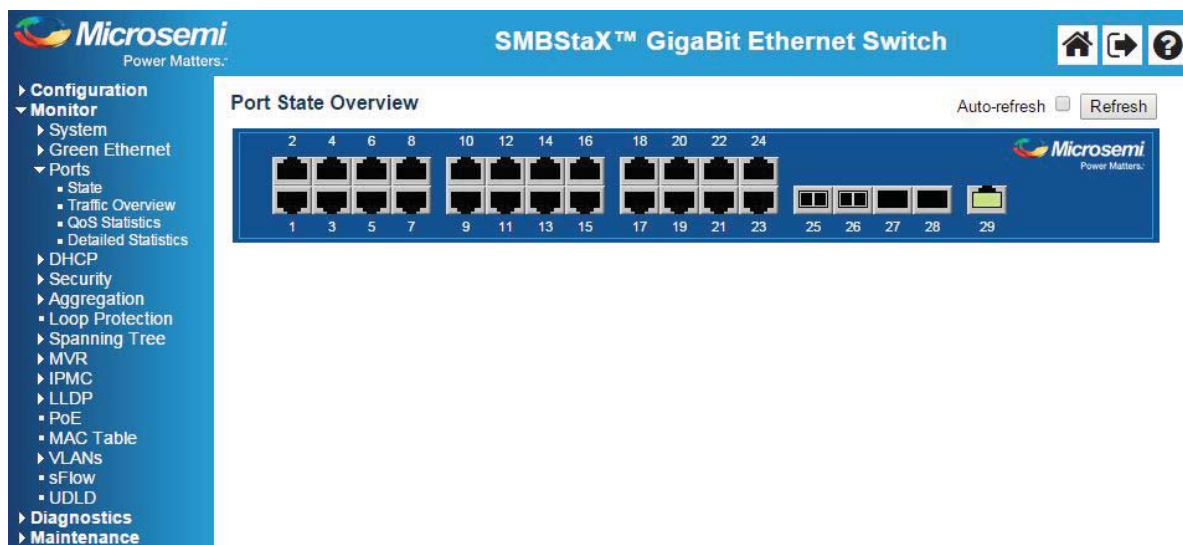 Microsemi
Power Matters.™
SMBStaX™ GigaBit Ethernet Switch
Configuration
Monitor
System
Green Ethernet
Ports
State
Traffic Overview
QoS Statistics
Detailed Statistics
DHCP
Security
Aggregation
Loop Protection
Spanning Tree
MVR
IPMC
LLDP
PoE
MAC Table
VLANs
sFlow
UDLD
Diagnostics
Maintenance
Port State Overview
Auto-refresh Refresh
2 4 6 8 10 12 14 16 18 20 22 24
Microsemi
Power Matters.™
1 3 5 7 9 11 13 15 17 19 21 23 25 26 27 28 29